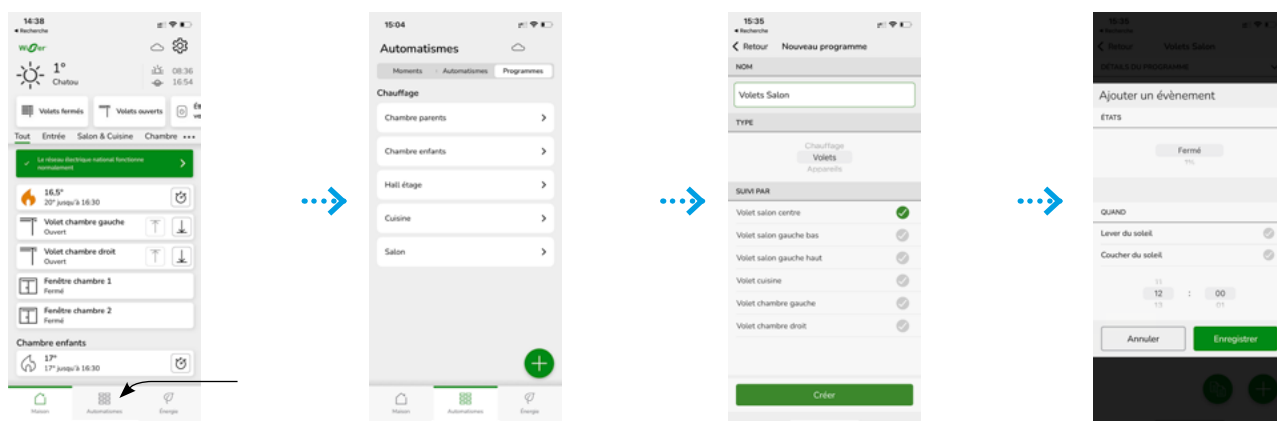 14:38
◂ Recherche
Wiser
1°
Chatou
08:36
16:54
Volets fermés
Volets ouverts
Tout Entrée Salon & Cuisine Chambre •••
Le réseau électrique national fonctionne
normalement
16,5°
20° jusqu'à 16:30
Volet chambre gauche
Ouvert
Volet chambre droit
Ouvert
Fenêtre chambre 1
Fermé
Fenêtre chambre 2
Fermé
Chambre enfants
17°
17° jusqu'à 16:30
Maison Automatismes Énergie
15:04
Automatismes
Moments Automatismes Programmes
Chauffage
Chambre parents
Chambre enfants
Hall étage
Cuisine
Salon
Maison Automatismes Énergie
15:35
◂ Recherche
Retour Nouveau programme
NOM
Volets Salon
TYPE
Chauffage
Volets
Appareils
SUIVI PAR
Volet salon centre
Volet salon gauche bas
Volet salon gauche haut
Volet cuisine
Volet chambre gauche
Volet chambre droit
Créer
15:35
◂ Recherche
Retour Volets Salon
DÉTAILS DU PROGRAMME
Ajouter un évènement
ÉTATS
Fermé
1%
QUAND
Lever du soleil
Coucher du soleil
11
12 : 00
13 01
Annuler Enregistrer